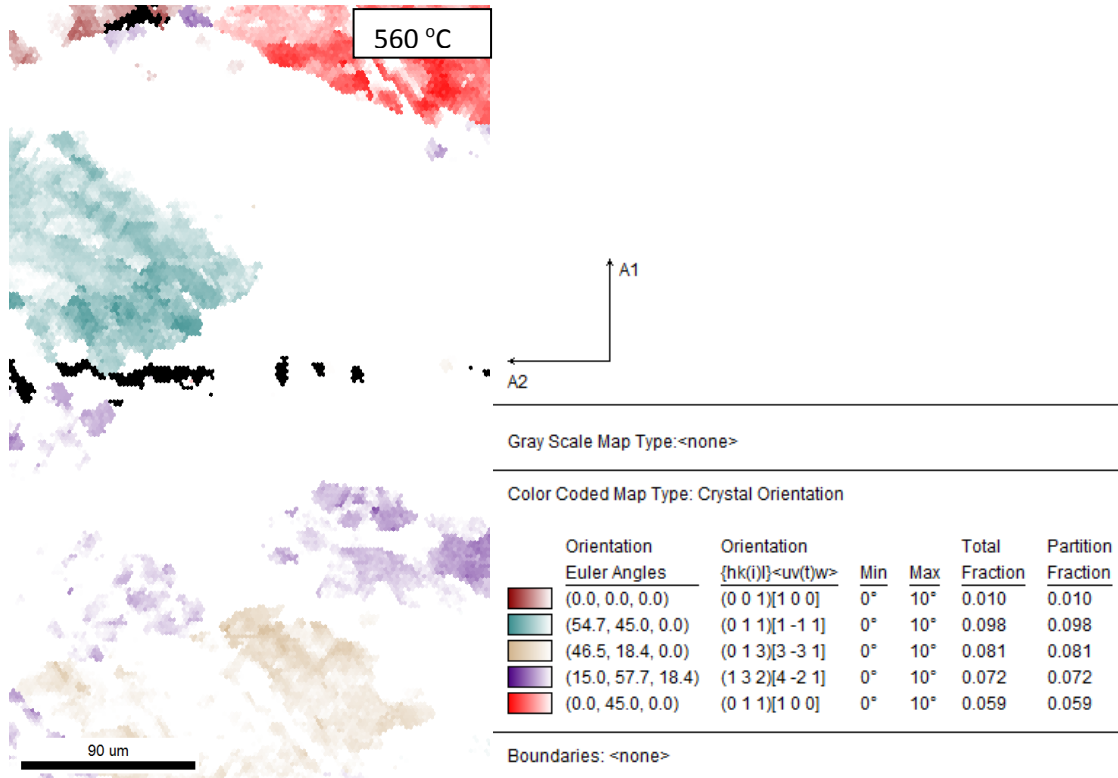 560 °C
A1
A2
Gray Scale Map Type:<none>
Color Coded Map Type: Crystal Orientation
Orientation Orientation Total Partition
Euler Angles {hk(i)l}<uv(t)w> Min Max Fraction Fraction
(0.0, 0.0, 0.0) (0 0 1)[1 0 0] 0° 10° 0.010 0.010
(54.7, 45.0, 0.0) (0 1 1)[1 -1 1] 0° 10° 0.098 0.098
(46.5, 18.4, 0.0) (0 1 3)[3 -3 1] 0° 10° 0.081 0.081
(15.0, 57.7, 18.4) (1 3 2)[4 -2 1] 0° 10° 0.072 0.072
(0.0, 45.0, 0.0) (0 1 1)[1 0 0] 0° 10° 0.059 0.059
90 um
Boundaries: <none>